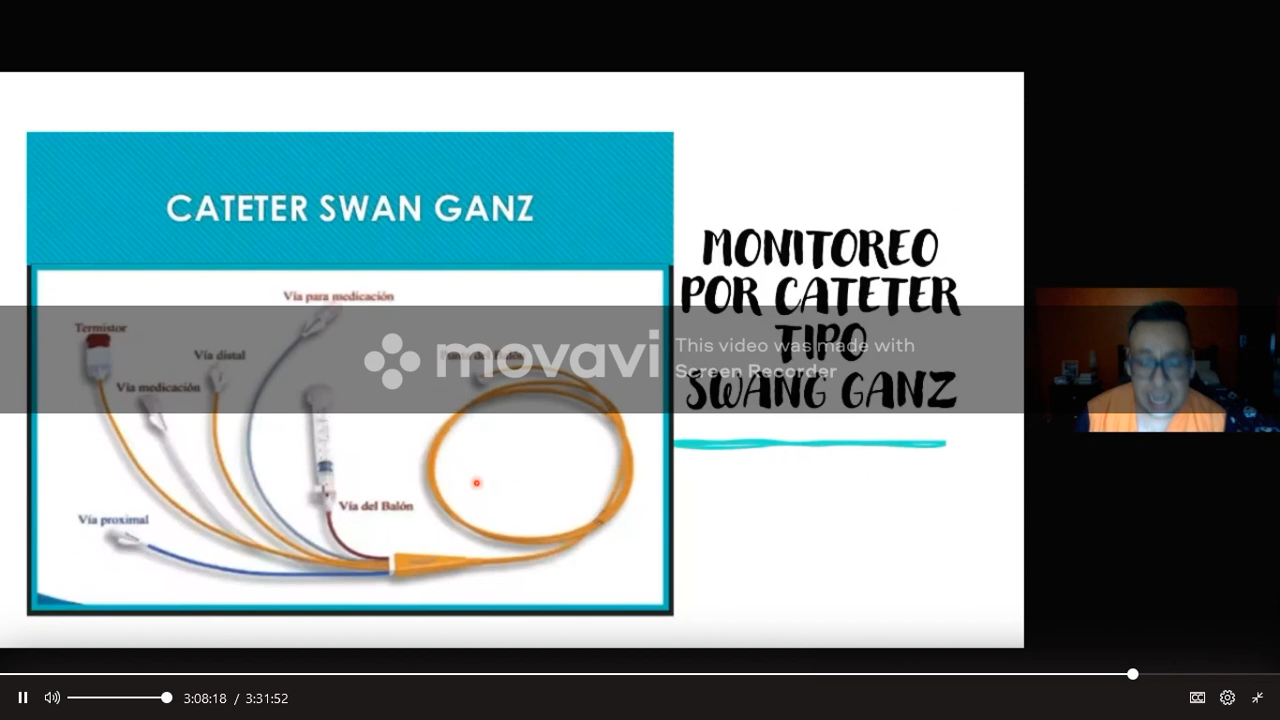 CATETER SWAN GANZ
MONITOREO
POR CATETER
TIPO
SWANG GANZ
Vía para medicación
Termistor
Vía distal
Vía medicación
Vía del Balón
Vía proximal
movavi
This video was made with
Screen Recorder
3:08:18 / 3:31:52
CC